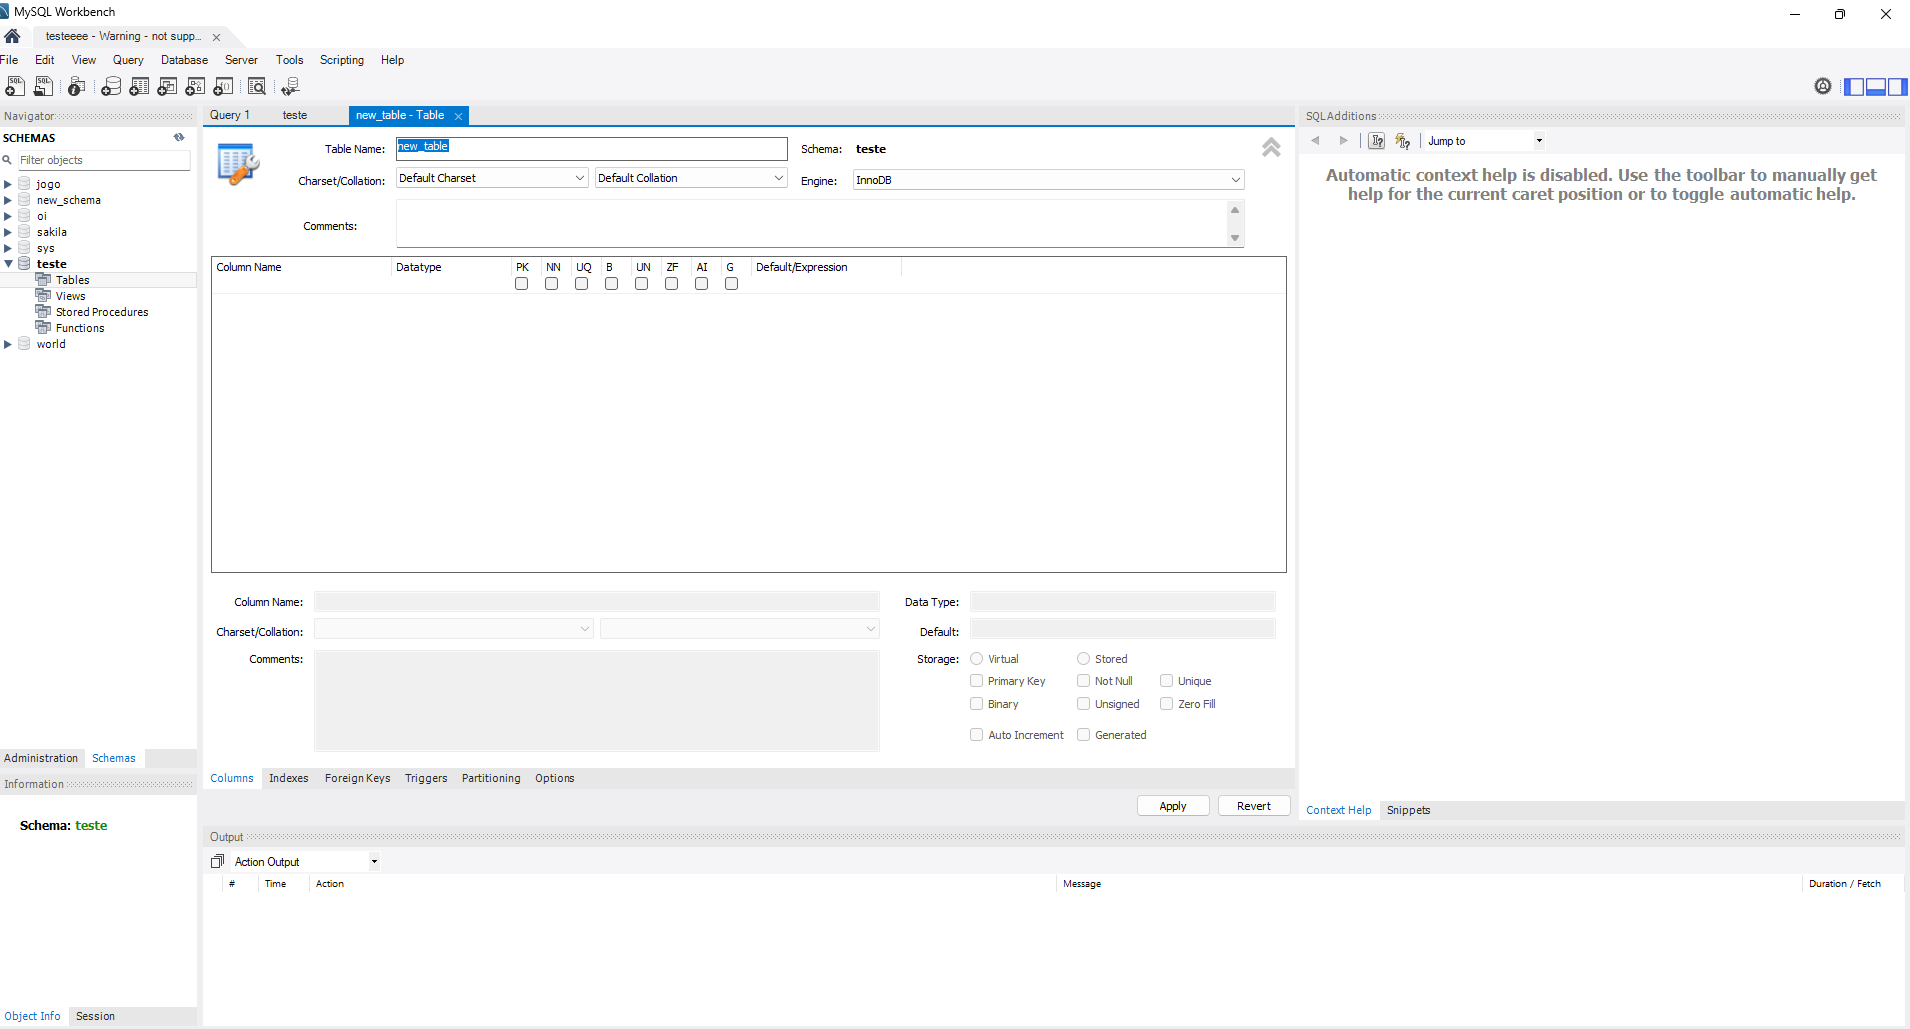 MySQL Workbench
testeeee - Warning - not supp...
File Edit View Query Database Server Tools Scripting Help
Navigator
SCHEMAS
Filter objects
jogo
new_schema
oi
sakila
sys
teste
Tables
Views
Stored Procedures
Functions
world
Administration Schemas
Information
Schema: teste
Object Info Session
Query 1 teste new_table - Table
Table Name: new_table Schema: teste
Charset/Collation: Default Charset Default Collation Engine: InnoDB
Comments:
Column Name Datatype PK NN UQ B UN ZF AI G Default/Expression
Column Name: Data Type:
Charset/Collation: Default:
Comments: Storage: Virtual Stored
Primary Key Not Null Unique
Binary Unsigned Zero Fill
Auto Increment Generated
Columns Indexes Foreign Keys Triggers Partitioning Options
Apply Revert
SQLAdditions
Jump to
Automatic context help is disabled. Use the toolbar to manually get
help for the current caret position or to toggle automatic help.
Context Help Snippets
Output
Action Output
# Time Action Message Duration / Fetch